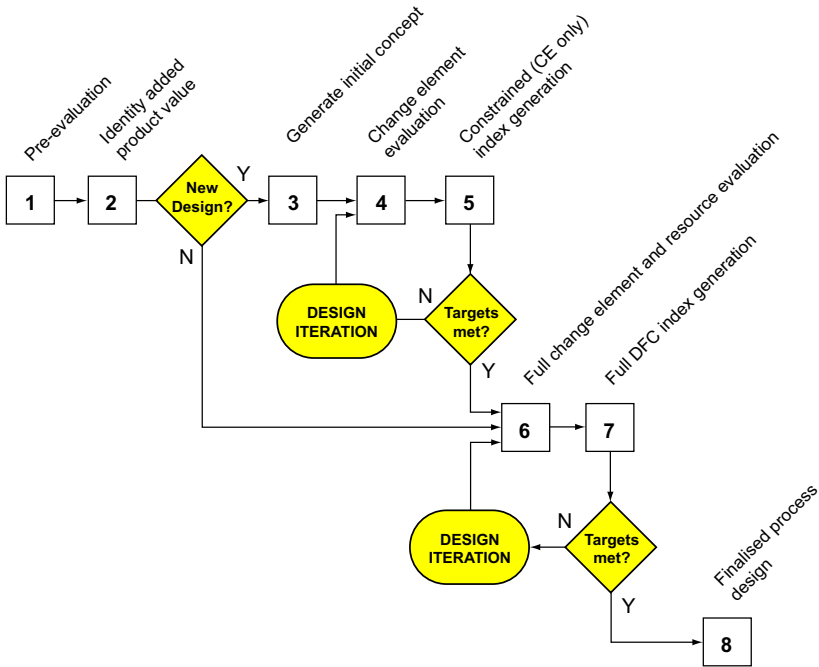 Pre-evaluation
Identity added
product value
Generate initial concept
Change element
evaluation
Constrained (CE only)
index generation
Full change element and resource evaluation
Full DFC index generation
1
2
New
Design?
Y
N
3
4
5
DESIGN
ITERATION
N
Targets
met?
Y
6
7
DESIGN
ITERATION
N
Targets
met?
Y
Finalised process
design
8